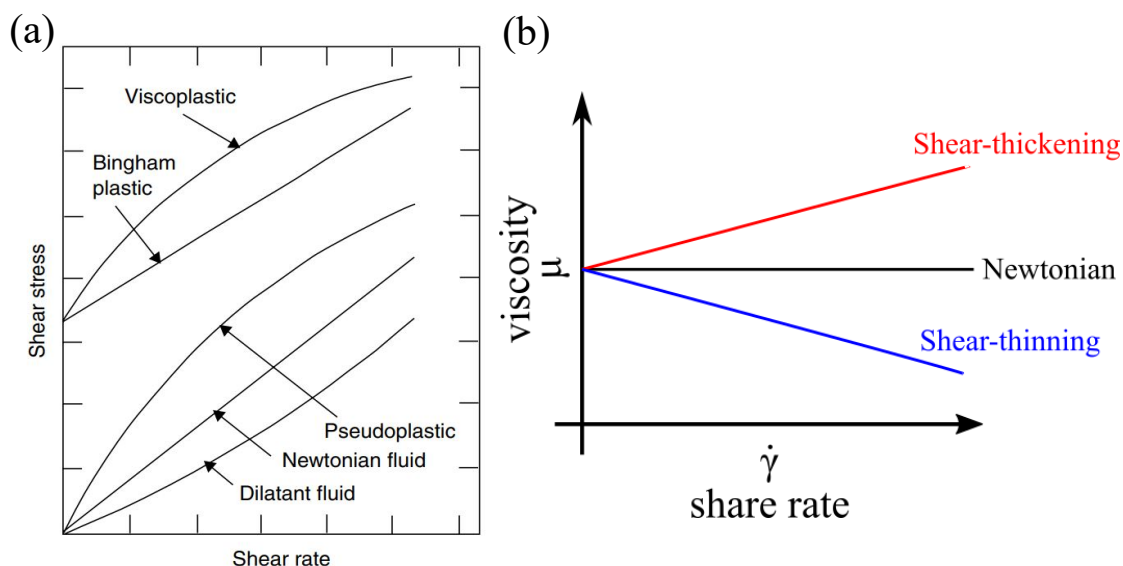 (a)
Viscoplastic
Bingham
plastic
Shear stress
Pseudoplastic
Newtonian fluid
Dilatant fluid
Shear rate
(b)
Shear-thickening
viscosity
μ
Newtonian
Shear-thinning
γ̇
share rate